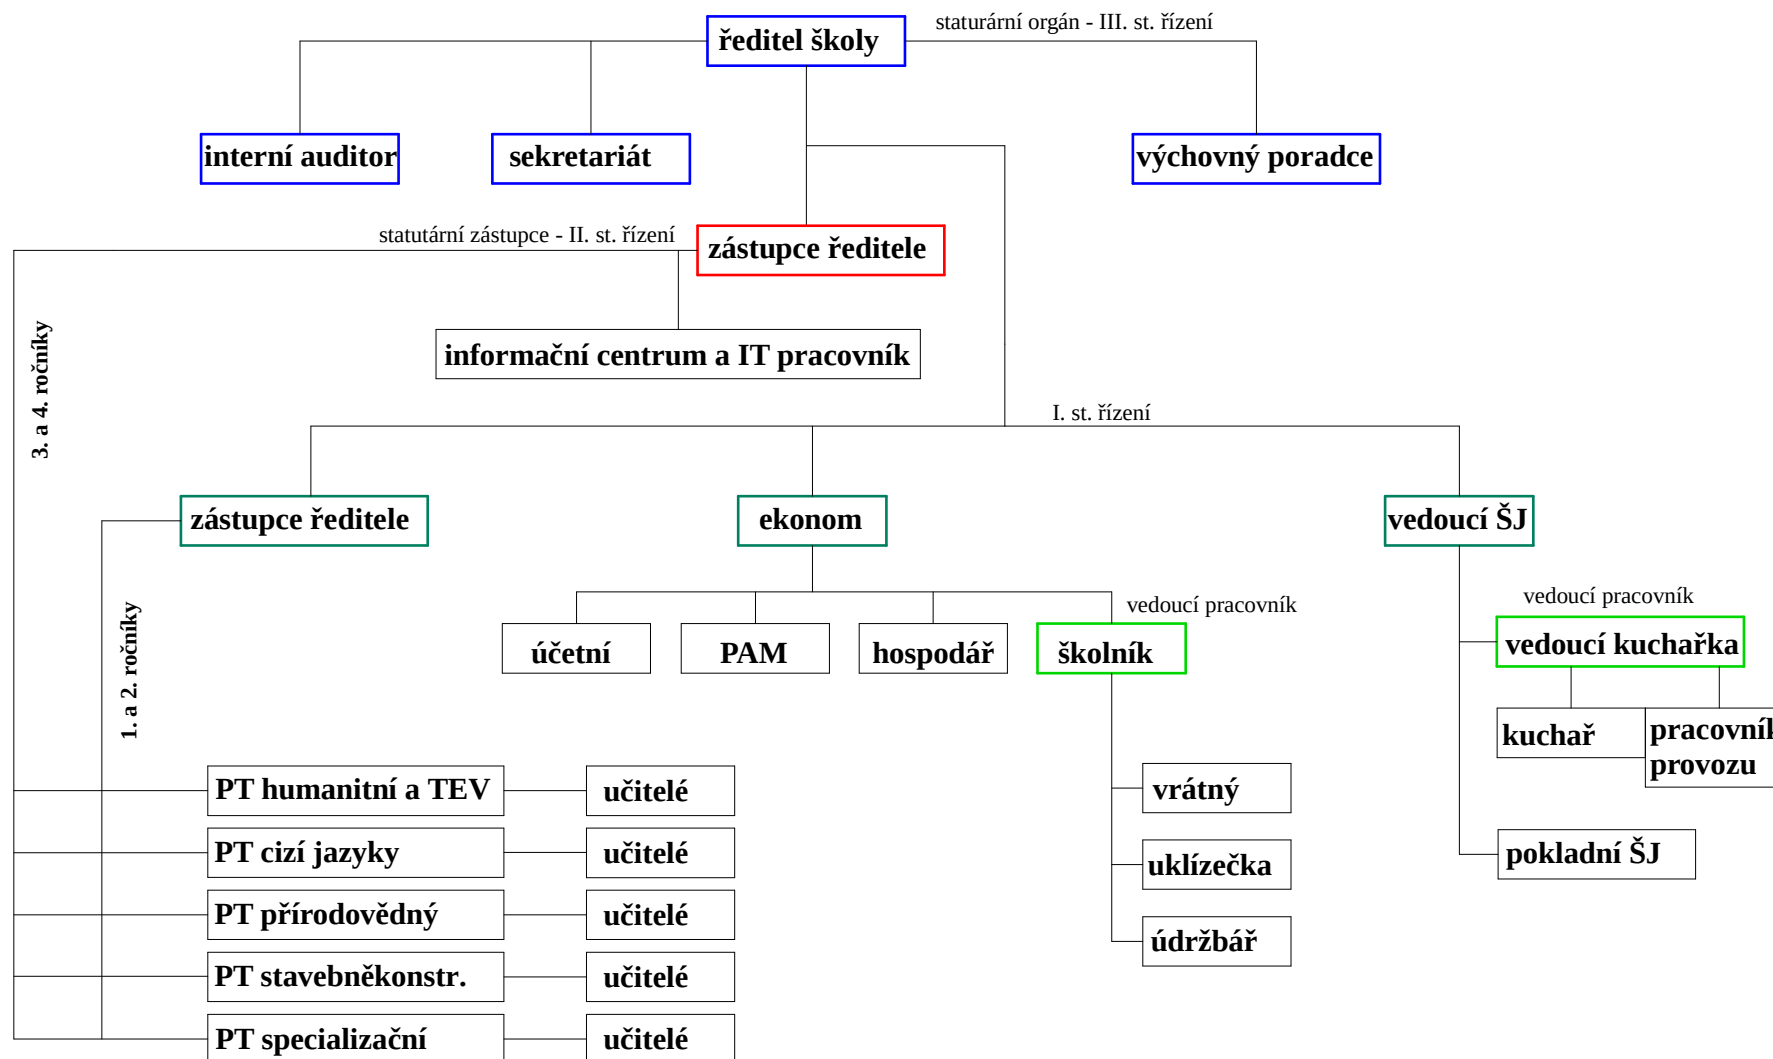 staturární orgán - III. st. řízení
ředitel školy
interní auditor
sekretariát
výchovný poradce
statutární zástupce - II. st. řízení
zástupce ředitele
informační centrum a IT pracovník
3. a 4. ročníky
I. st. řízení
zástupce ředitele
ekonom
vedoucí ŠJ
1. a 2. ročníky
vedoucí pracovník
vedoucí pracovník
účetní
PAM
hospodář
školník
vedoucí kuchařka
kuchař
pracovník
provozu
PT humanitní a TEV
učitelé
vrátný
PT cizí jazyky
učitelé
uklízečka
pokladní ŠJ
PT přírodovědný
učitelé
údržbář
PT stavebněkonstr.
učitelé
PT specializační
učitelé